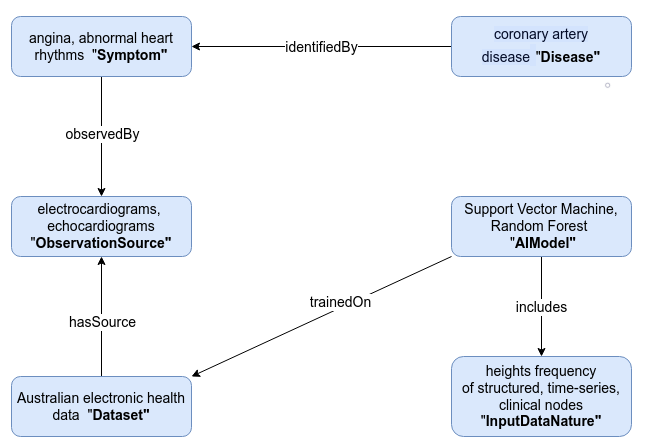 angina, abnormal heart
rhythms "Symptom"
identifiedBy
coronary artery
disease "Disease"
observedBy
electrocardiograms,
echocardiograms
"ObservationSource"
Support Vector Machine,
Random Forest
"AIModel"
trainedOn
includes
hasSource
Australian electronic health
data "Dataset"
heights frequency
of structured, time-series,
clinical nodes
"InputDataNature"